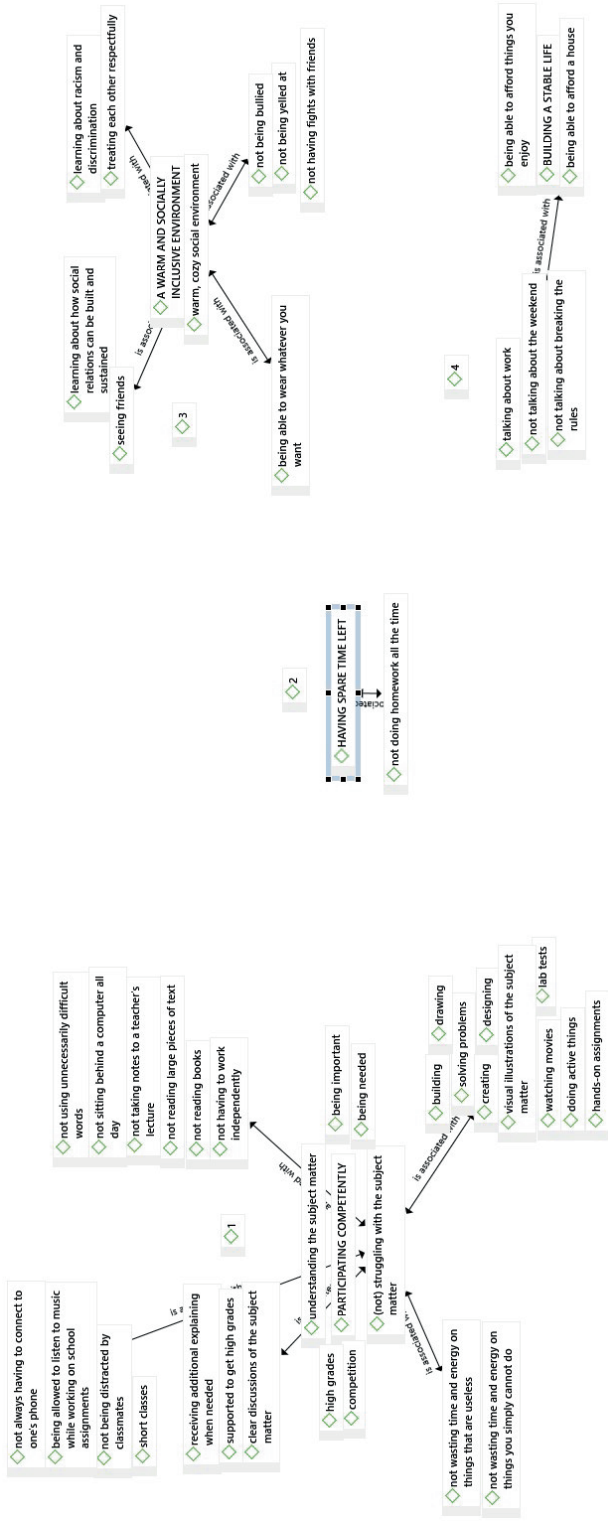 not always having to connect to
one's phone
being allowed to listen to music
while working on school
assignments
not being distracted by
classmates
short classes
receiving additional explaining
when needed
supported to get high grades
clear discussions of the subject
matter
high grades
competition
not wasting time and energy on
things that are useless
not wasting time and energy on
things you simply cannot do
1
understanding the subject matter
PARTICIPATING COMPETENTLY
(not) struggling with the subject
matter
is associated with
not using unnecessarily difficult
words
not sitting behind a computer all
day
not taking notes to a teacher's
lecture
not reading large pieces of text
not reading books
not having to work
independently
being important
being needed
building
drawing
solving problems
creating
designing
visual illustrations of the subject
matter
lab tests
watching movies
doing active things
hands-on assignments
2
HAVING SPARE TIME LEFT
not doing homework all the time
3
learning about how social
relations can be built and
sustained
seeing friends
learning about racism and
discrimination
treating each other respectfully
A WARM AND SOCIALLY
INCLUSIVE ENVIRONMENT
warm, cozy social environment
is associated with
being able to wear whatever you
want
not being bullied
not being yelled at
not having fights with friends
4
talking about work
not talking about the weekend
not talking about breaking the
rules
is associated with
being able to afford things you
enjoy
BUILDING A STABLE LIFE
being able to afford a house